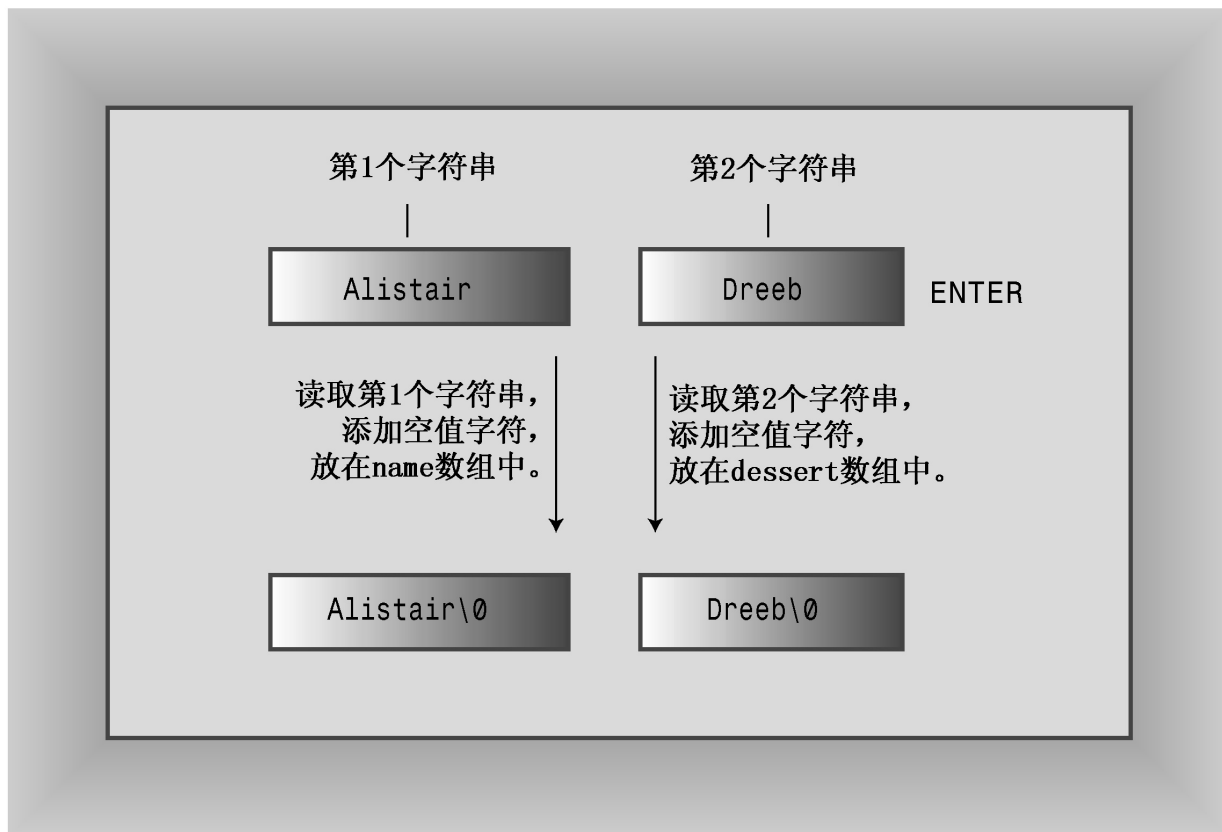 第1个字符串
第2个字符串
Alistair
Dreeb
ENTER
读取第1个字符串，
添加空值字符，
放在name数组中。
读取第2个字符串，
添加空值字符，
放在dessert数组中。
Alistair\0
Dreeb\0